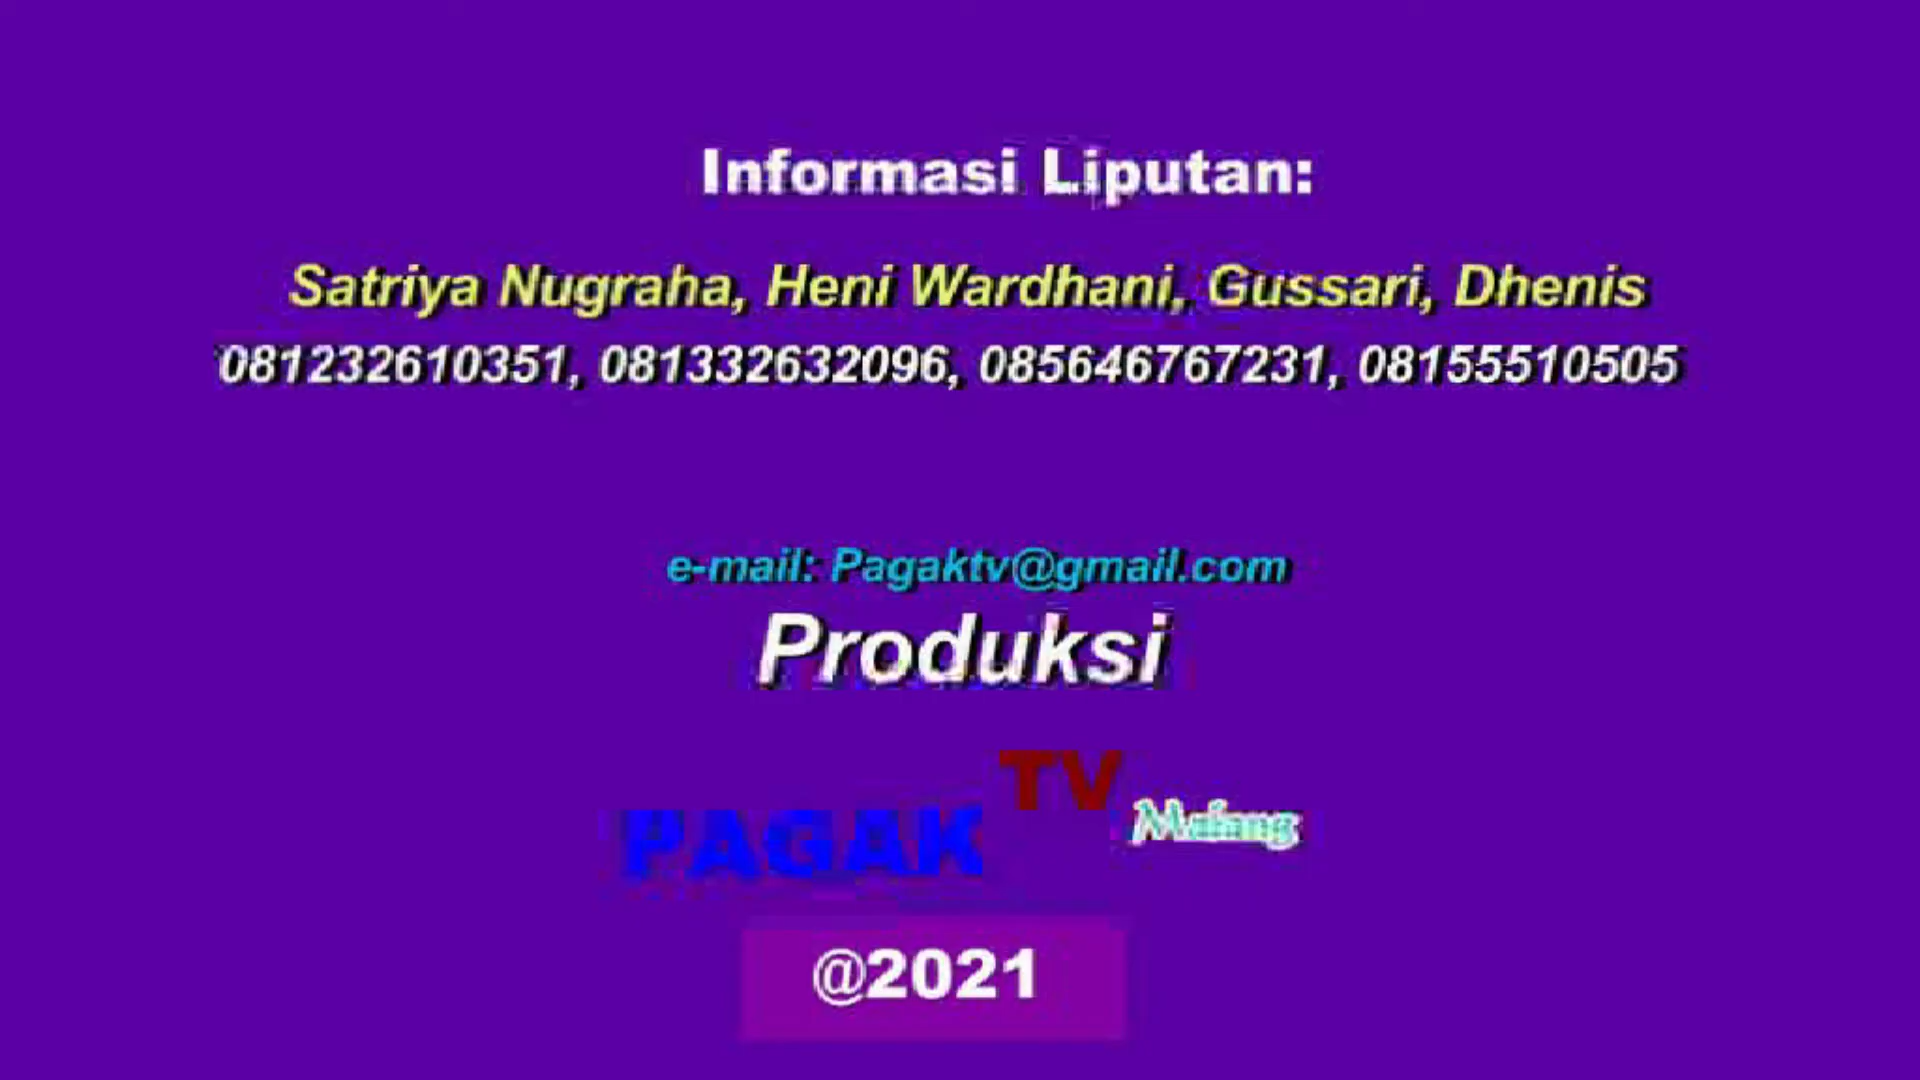 Informasi Liputan:
Satriya Nugraha, Heni Wardhani, Gussari, Dhenis
081232610351, 081332632096, 085646767231, 08155510505
e-mail: Pagaktv@gmail.com
Produksi
PAGAK TV Malang
@2021